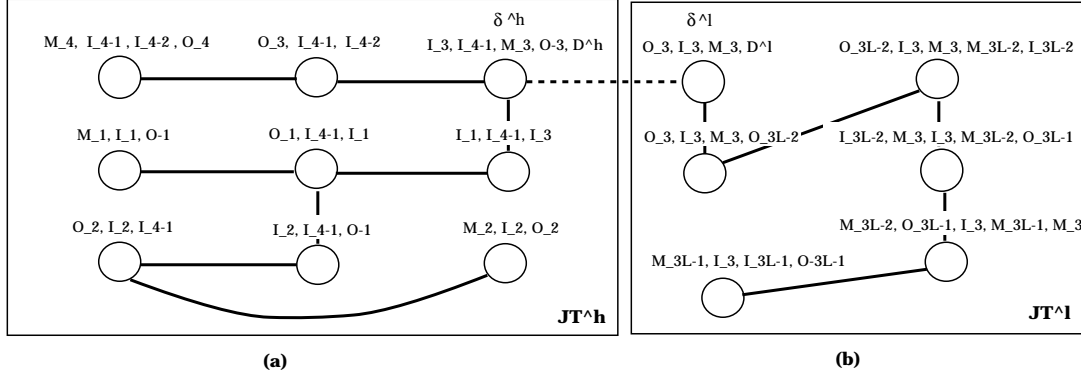 δ^h
δ^l
M_4, I_4-1, I_4-2, O_4
O_3, I_4-1, I_4-2
I_3, I_4-1, M_3, O-3, D^h
O_3, I_3, M_3, D^l
O_3L-2, I_3, M_3, M_3L-2, I_3L-2
M_1, I_1, O-1
O_1, I_4-1, I_1
I_1, I_4-1, I_3
O_3, I_3, M_3, O_3L-2
I_3L-2, M_3, I_3, M_3L-2, O_3L-1
O_2, I_2, I_4-1
I_2, I_4-1, O-1
M_2, I_2, O_2
M_3L-2, O_3L-1, I_3, M_3L-1, M_3
M_3L-1, I_3, I_3L-1, O-3L-1
JT^h
JT^l
(a)
(b)